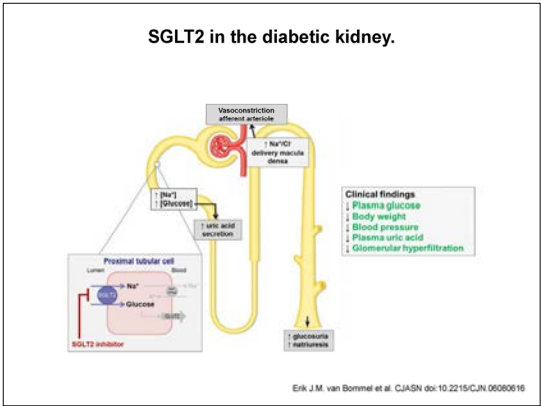 SGLT2 in the diabetic kidney.
Vasoconstriction
afferent arteriole
↑ Na⁺/Cl⁻
delivery macula
densa
↑ [Na⁺]
↑ [Glucose]
↑ uric acid
secretion
Clinical findings
↓ Plasma glucose
↓ Body weight
↓ Blood pressure
↓ Plasma uric acid
↓ Glomerular hyperfiltration
Proximal tubular cell
Lumen
Blood
Na⁺
SGLT2
Glucose
SGLT2 inhibitor
↑ glucosuria
↑ natriuresis
Erik J.M. van Bommel et al. CJASN doi:10.2215/CJN.06080616